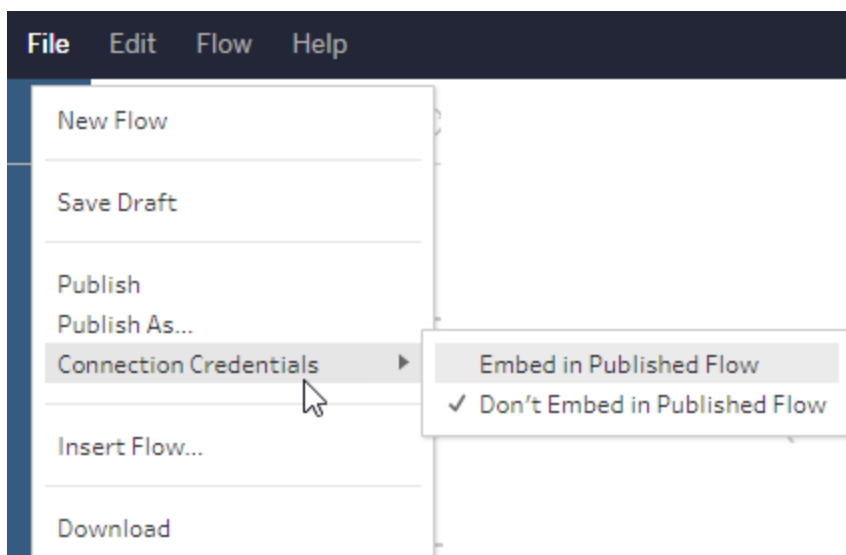 File Edit Flow Help
New Flow
Save Draft
Publish
Publish As...
Connection Credentials
Embed in Published Flow
Don't Embed in Published Flow
Insert Flow...
Download